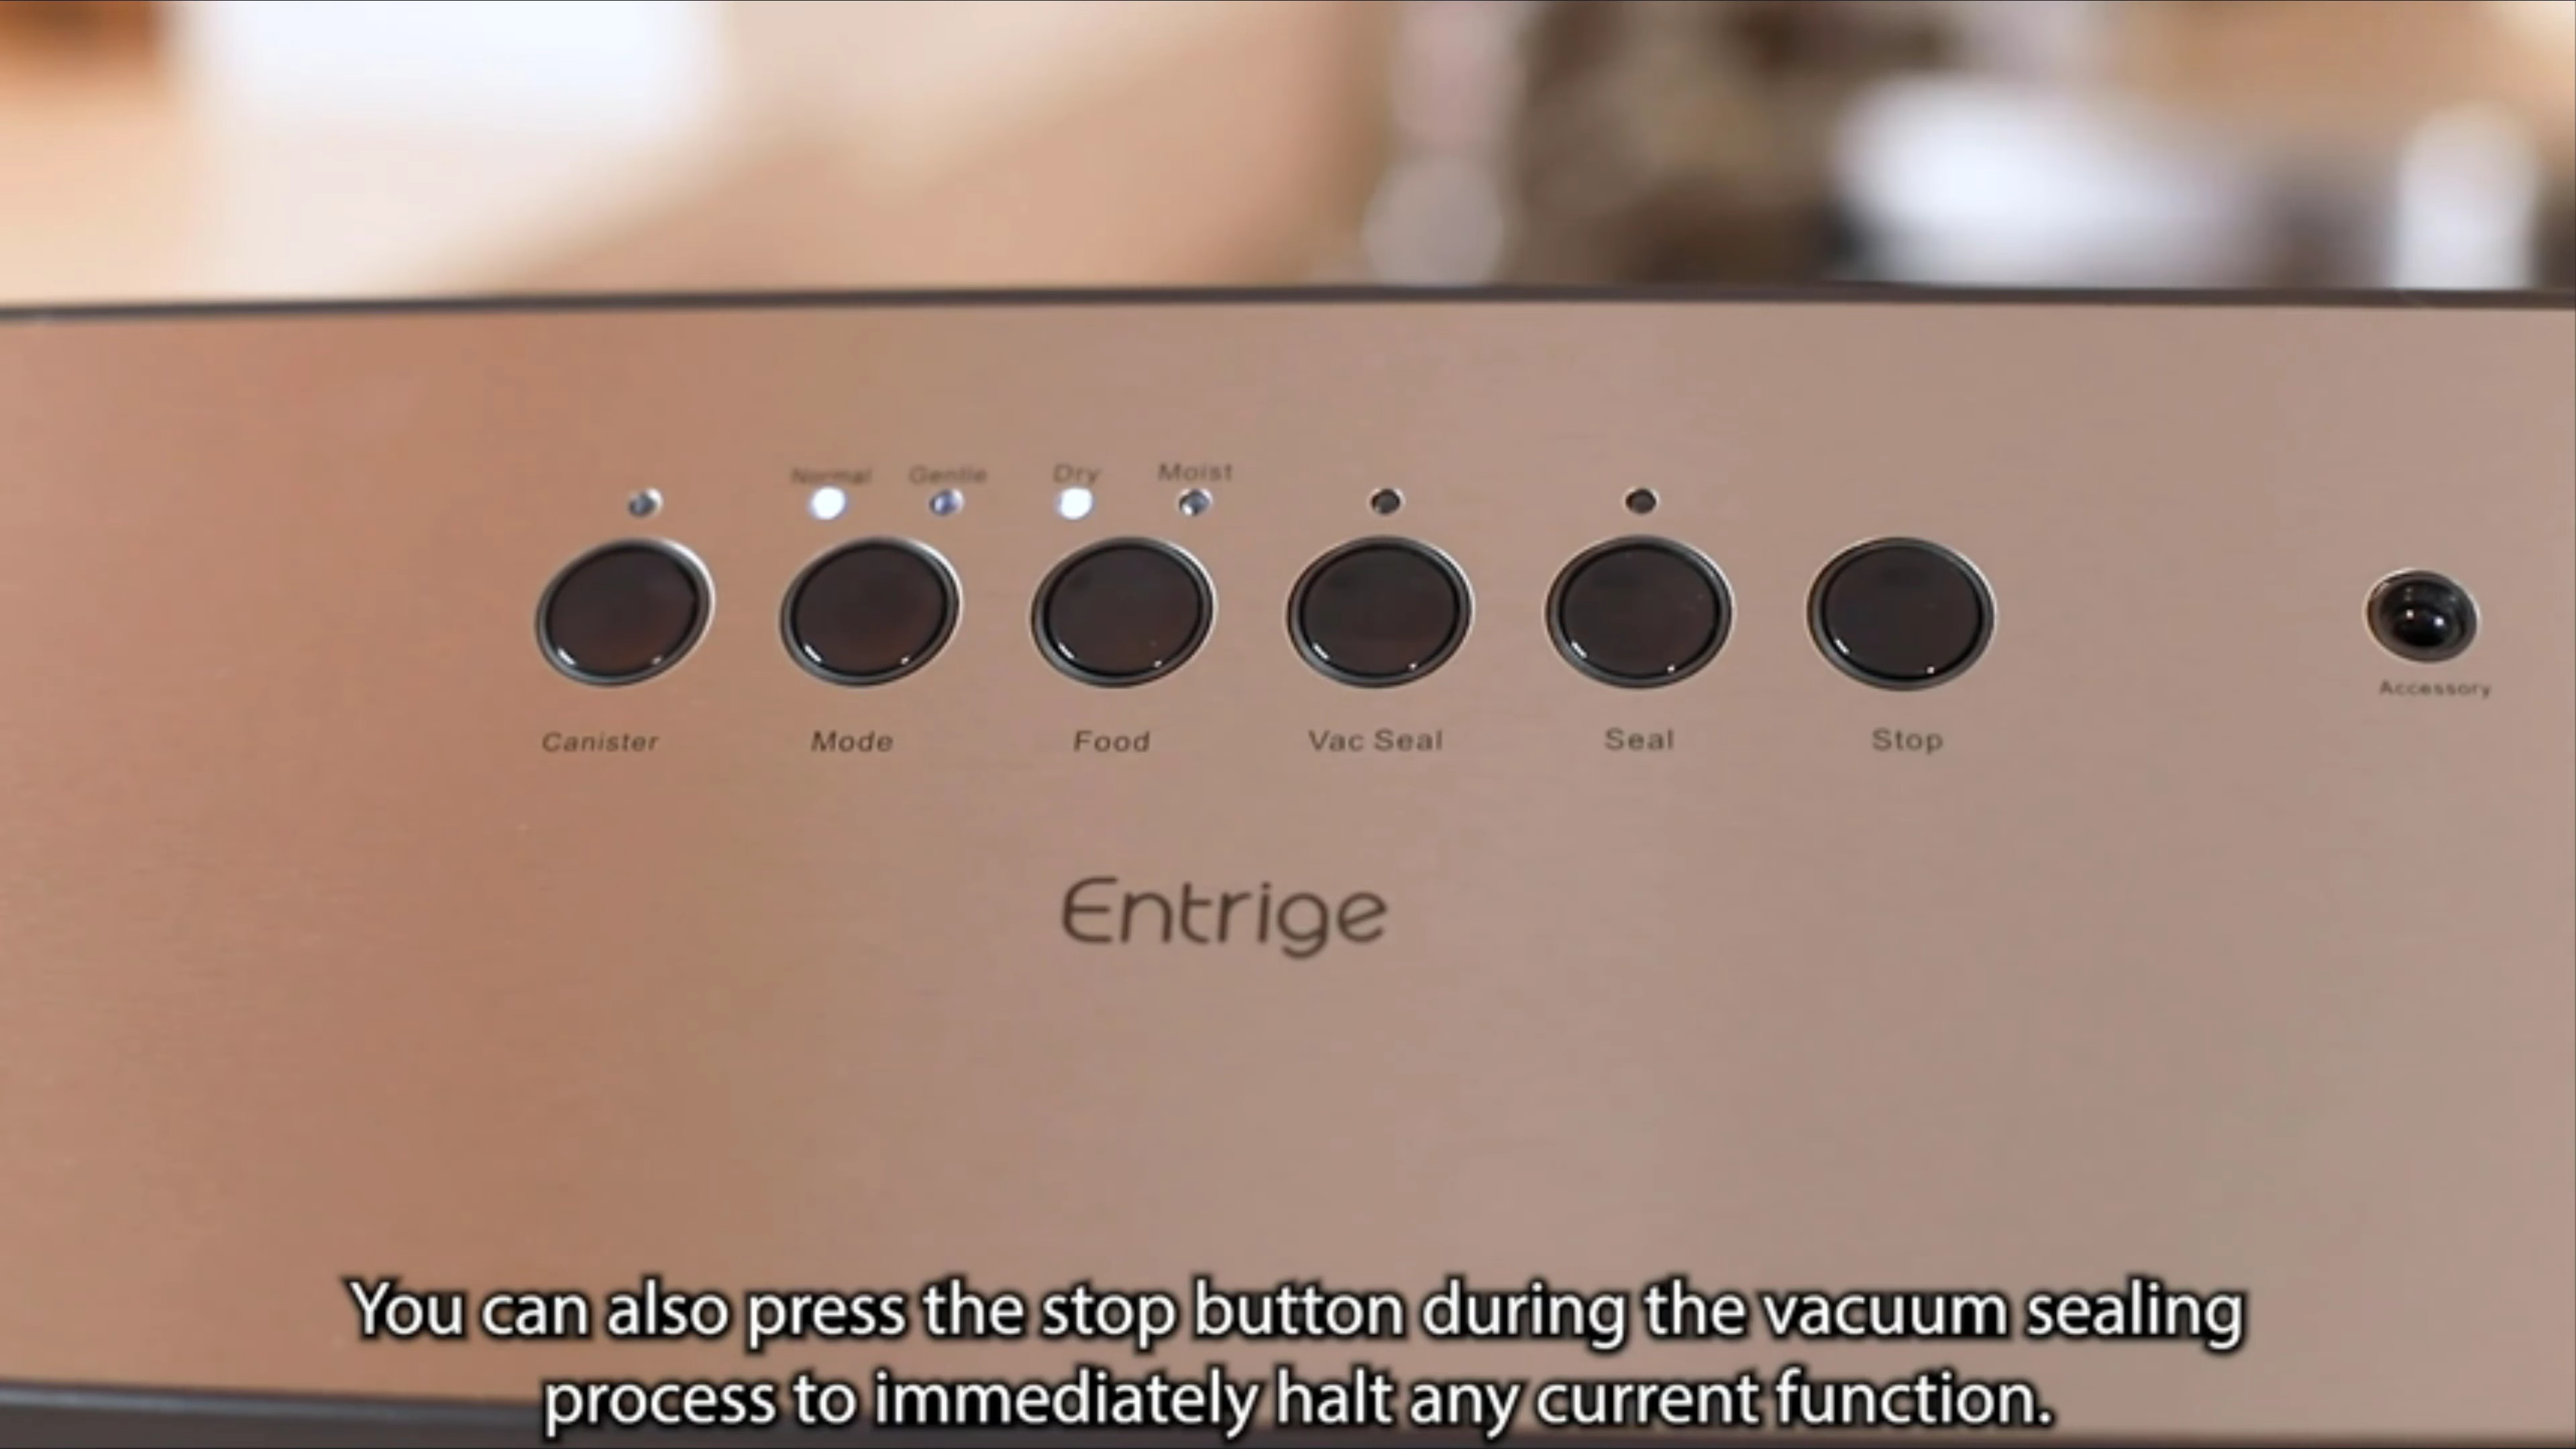 Normal Gentle Dry Moist
Canister Mode Food Vac Seal Seal Stop
Accessory
Entrige
You can also press the stop button during the vacuum sealing
process to immediately halt any current function.